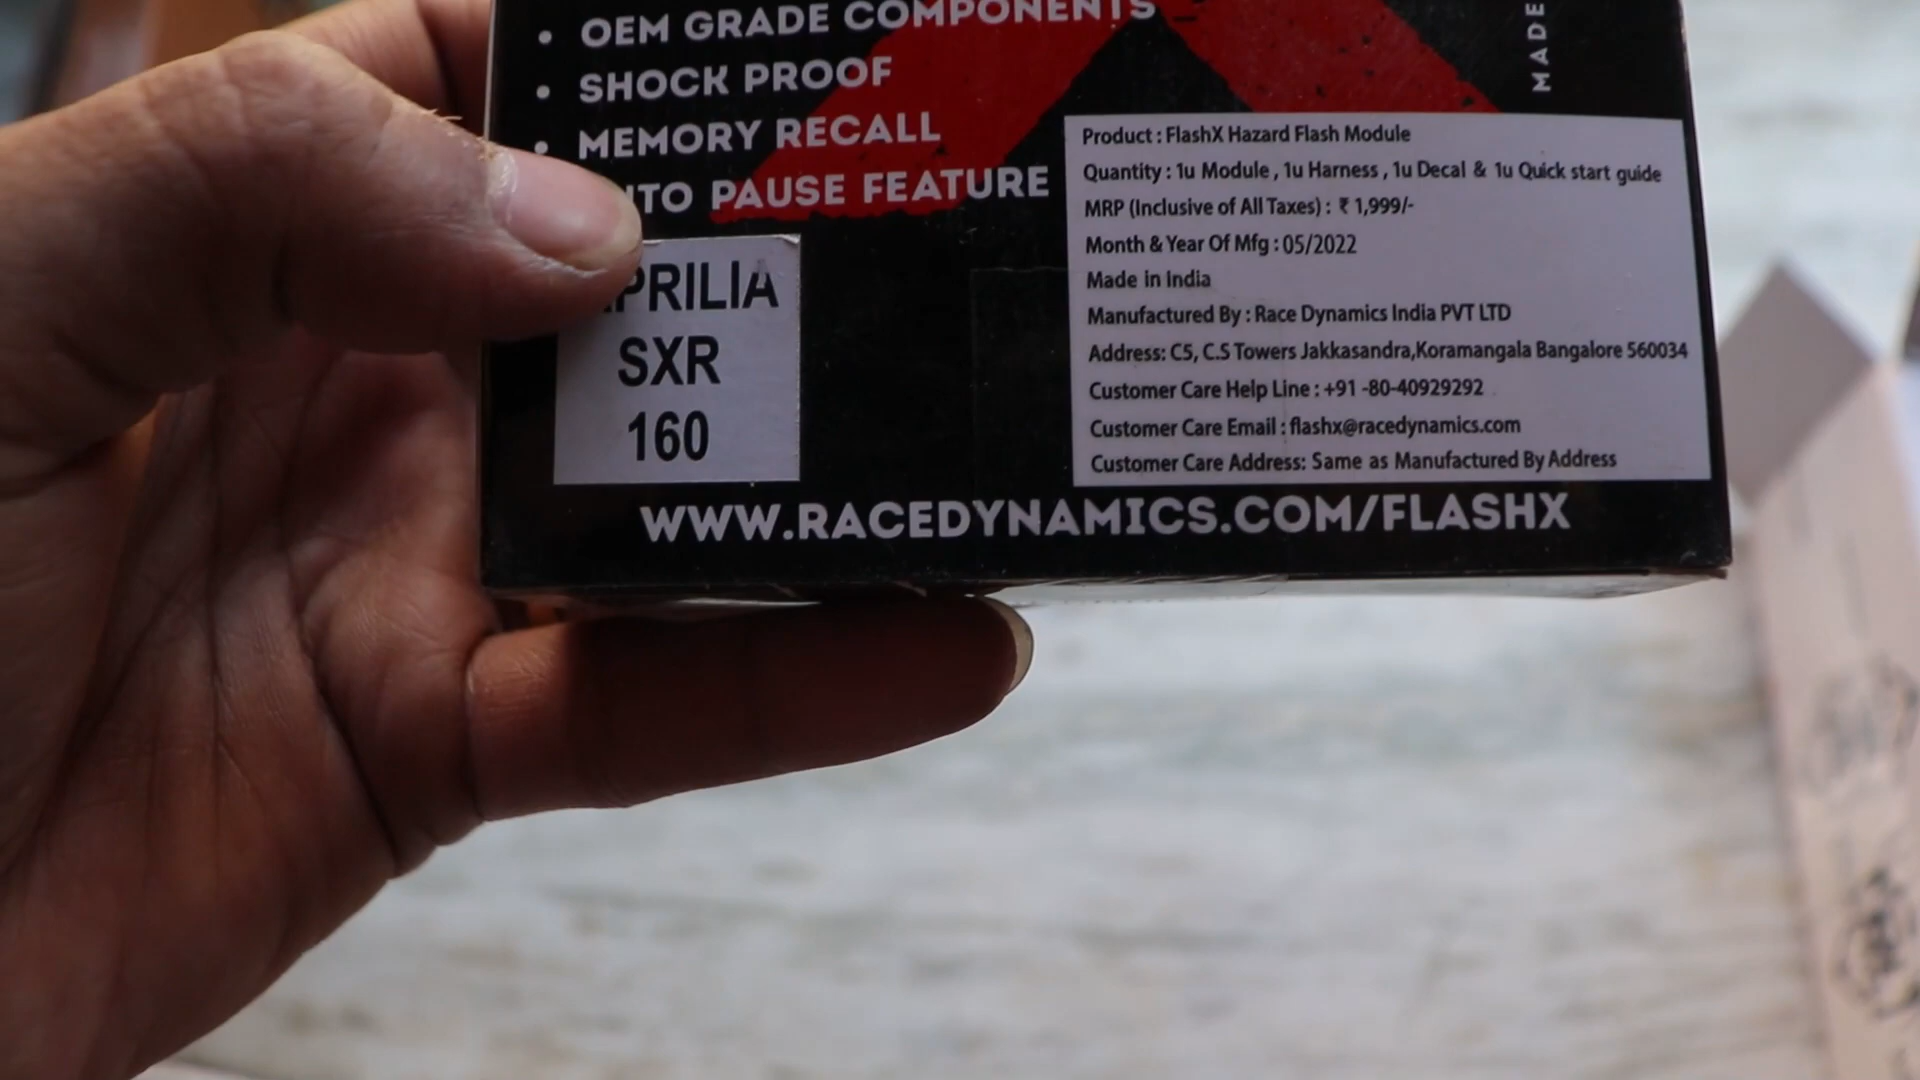 • OEM GRADE COMPONENTS
• SHOCK PROOF
• MEMORY RECALL
PAUSE FEATURE
MADE
SXR
160
Product : FlashX Hazard Flash Module
Quantity : 1u Module , 1u Harness , 1u Decal & 1u Quick start guide
MRP (Inclusive of All Taxes) : ₹ 1,999/-
Month & Year Of Mfg : 05/2022
Made in India
Manufactured By : Race Dynamics India PVT LTD
Address: C5, C.S Towers Jakkasandra,Koramangala Bangalore 560034
Customer Care Help Line : +91 -80-40929292
Customer Care Email : flashx@racedynamics.com
Customer Care Address: Same as Manufactured By Address
WWW.RACEDYNAMICS.COM/FLASHX